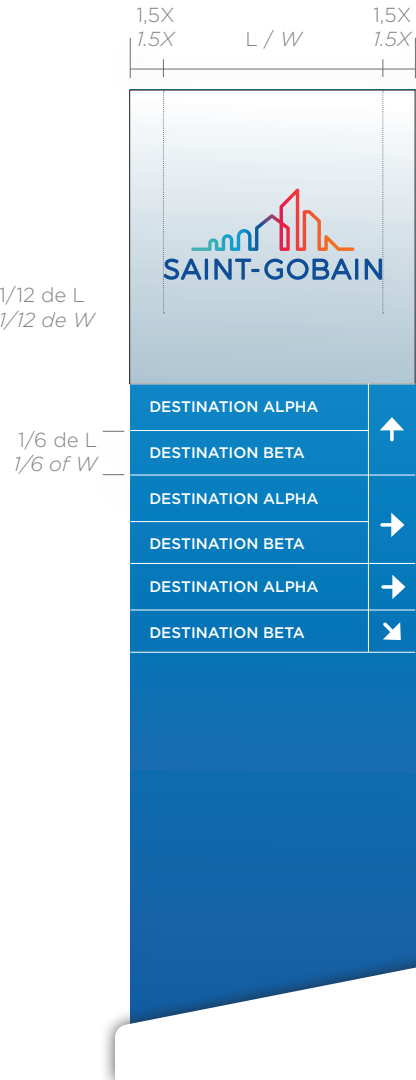 1,5X
1.5X
L / W
1,5X
1.5X
SAINT-GOBAIN
1/12 de L
1/12 de W
DESTINATION ALPHA
1/6 de L
1/6 of W
DESTINATION BETA
DESTINATION ALPHA
DESTINATION BETA
DESTINATION ALPHA
DESTINATION BETA